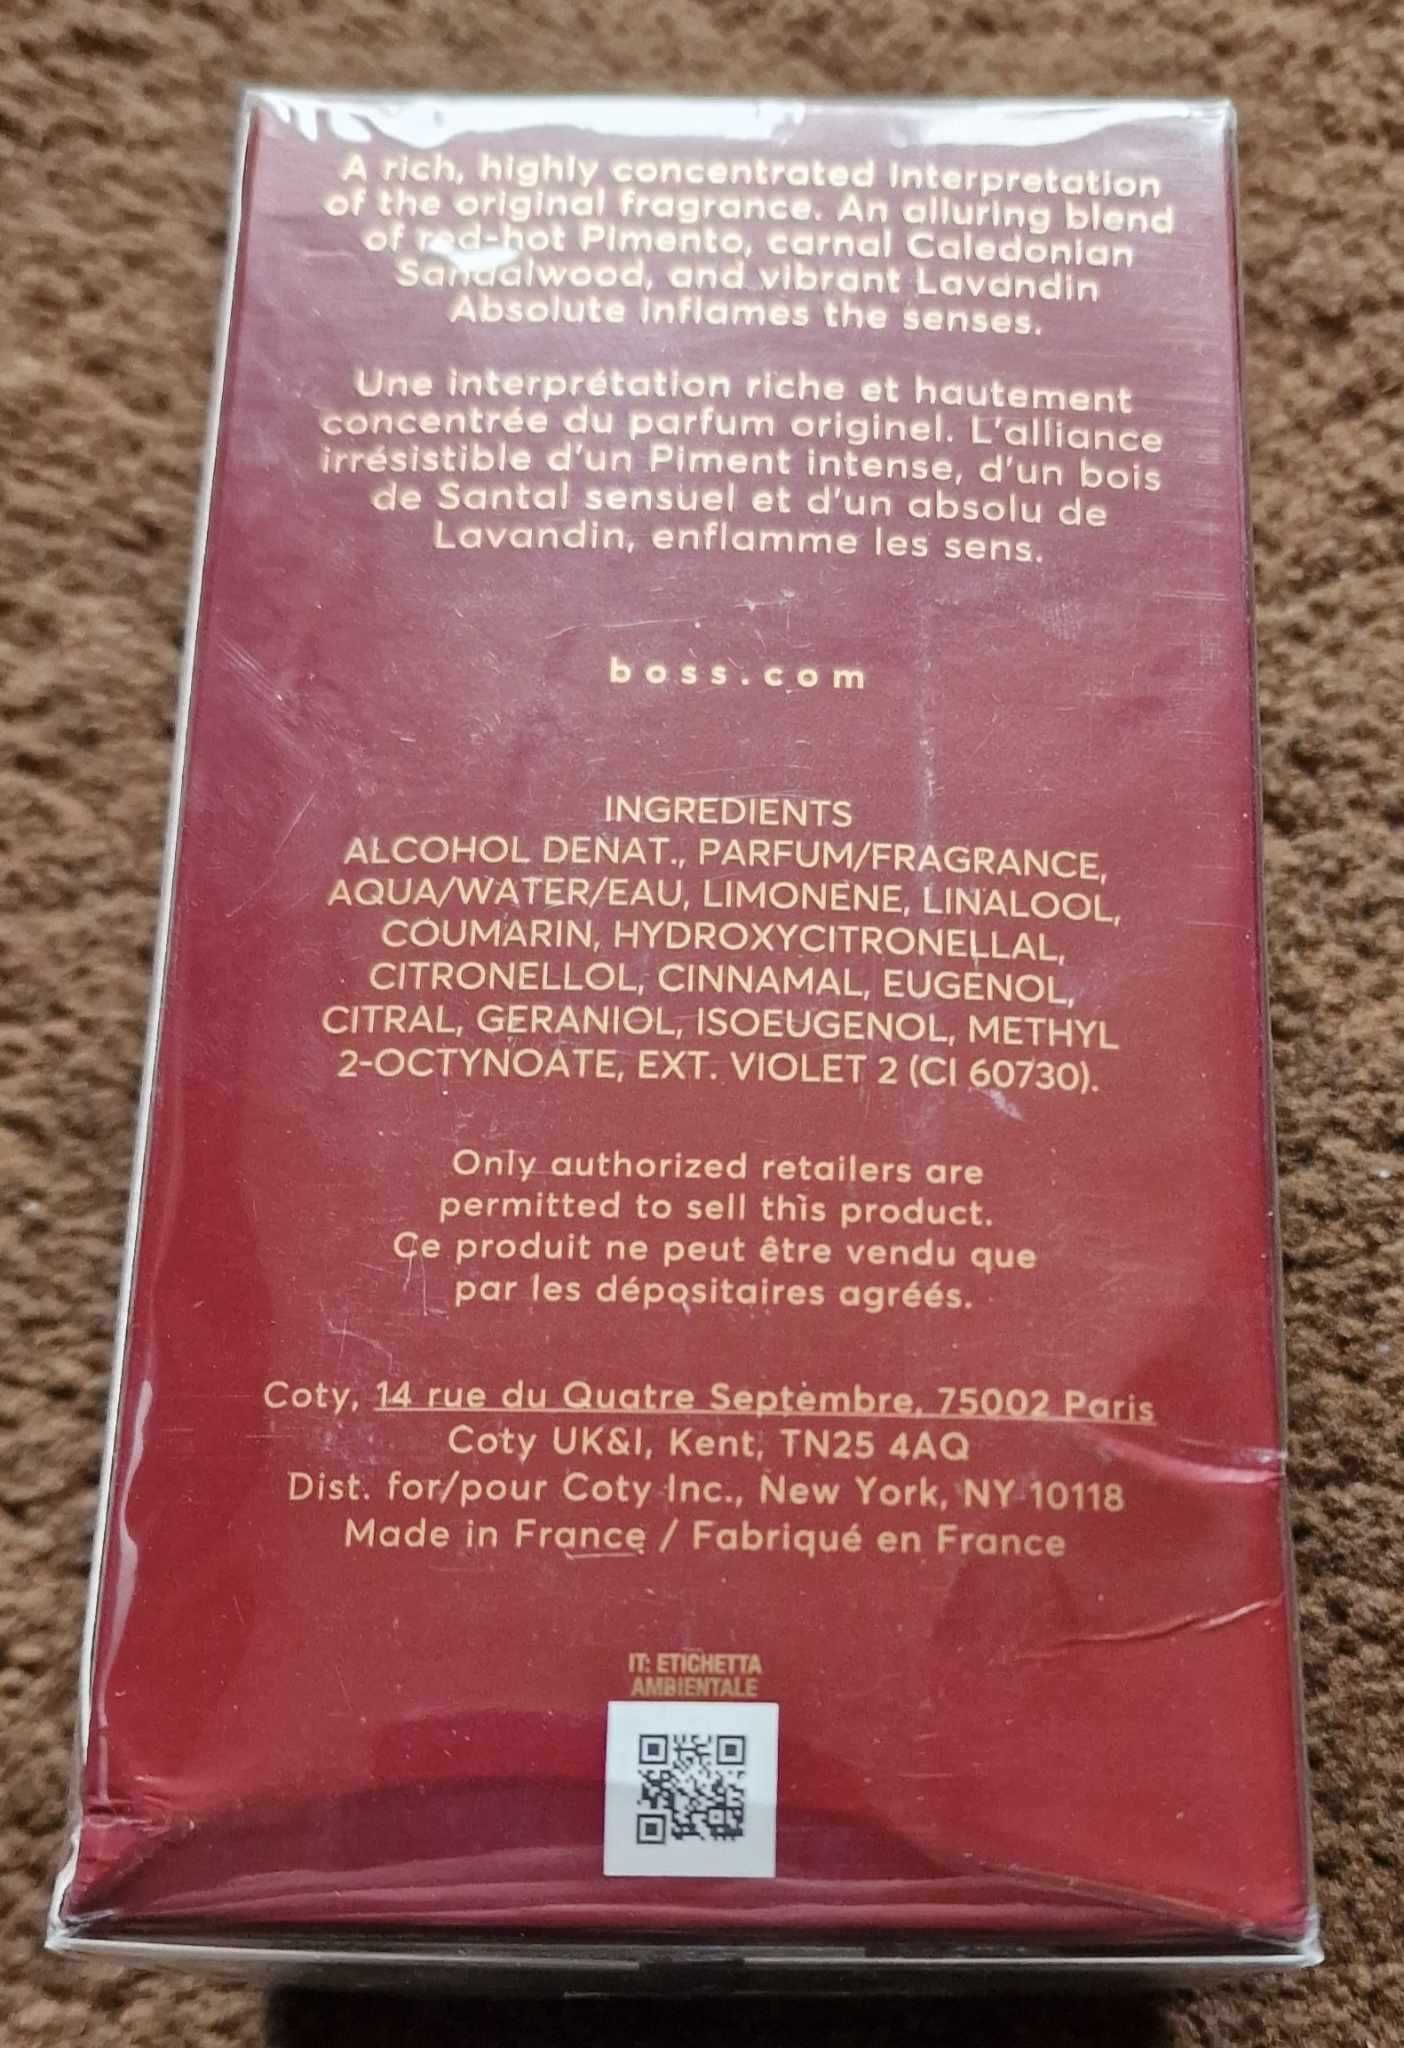 A rich, highly concentrated interpretation
of the original fragrance. An alluring blend
of red-hot Pimento, carnal Caledonian
Sandalwood, and vibrant Lavandin
Absolute inflames the senses.
Une interprétation riche et hautement
concentrée du parfum originel. L'alliance
irrésistible d'un Piment intense, d'un bois
de Santal sensuel et d'un absolu de
Lavandin, enflamme les sens.
boss.com
INGREDIENTS
ALCOHOL DENAT., PARFUM/FRAGRANCE,
AQUA/WATER/EAU, LIMONENE, LINALOOL,
COUMARIN, HYDROXYCITRONELLAL,
CITRONELLOL, CINNAMAL, EUGENOL,
CITRAL, GERANIOL, ISOEUGENOL, METHYL
2-OCTYNOATE, EXT. VIOLET 2 (CI 60730).
Only authorized retailers are
permitted to sell this product.
Ce produit ne peut être vendu que
par les dépositaires agréés.
Coty, 14 rue du Quatre Septembre, 75002 Paris
Coty UK&I, Kent, TN25 4AQ
Dist. for/pour Coty Inc., New York, NY 10118
Made in France / Fabriqué en France
IT: ETICHETTA
AMBIENTALE